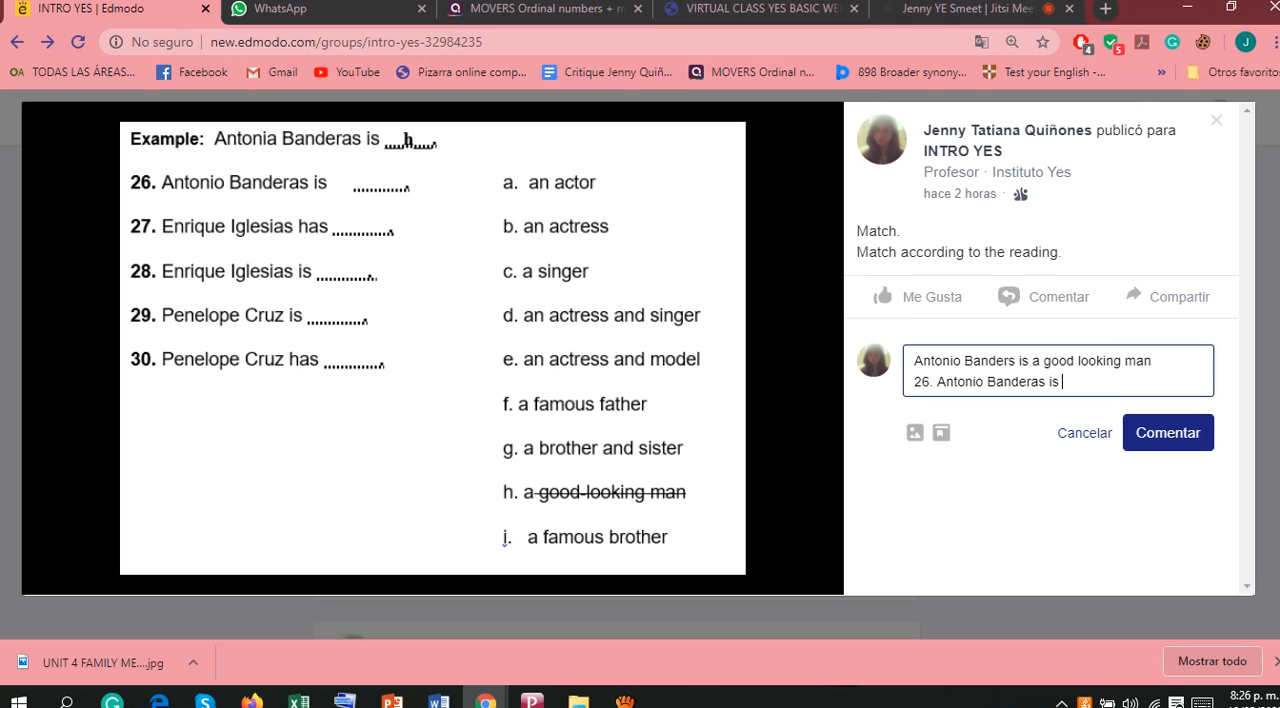 INTRO YES | Edmodo
WhatsApp
MOVERS Ordinal numbers + m
VIRTUAL CLASS YES BASIC WE
Jenny YE Smeet | Jitsi Mee
No seguro
new.edmodo.com/groups/intro-yes-32984235
4
5
J
TODAS LAS ÁREAS...
Facebook
Gmail
YouTube
Pizarra online comp...
Critique Jenny Quiñ...
MOVERS Ordinal n...
898 Broader synony...
Test your English -...
»
Otros favoritos
Example: Antonia Banderas is .....h.....
26. Antonio Banderas is ............
a. an actor
27. Enrique Iglesias has .............
b. an actress
28. Enrique Iglesias is ............
c. a singer
29. Penelope Cruz is .............
d. an actress and singer
30. Penelope Cruz has .............
e. an actress and model
f. a famous father
g. a brother and sister
h. a good-looking man
i. a famous brother
Jenny Tatiana Quiñones publicó para
INTRO YES
Profesor · Instituto Yes
hace 2 horas ·
Match.
Match according to the reading.
Me Gusta
Comentar
Compartir
Antonio Banders is a good looking man
26. Antonio Banderas is
Cancelar
Comentar
UNIT 4 FAMILY ME....jpg
Mostrar todo
8:26 p. m.